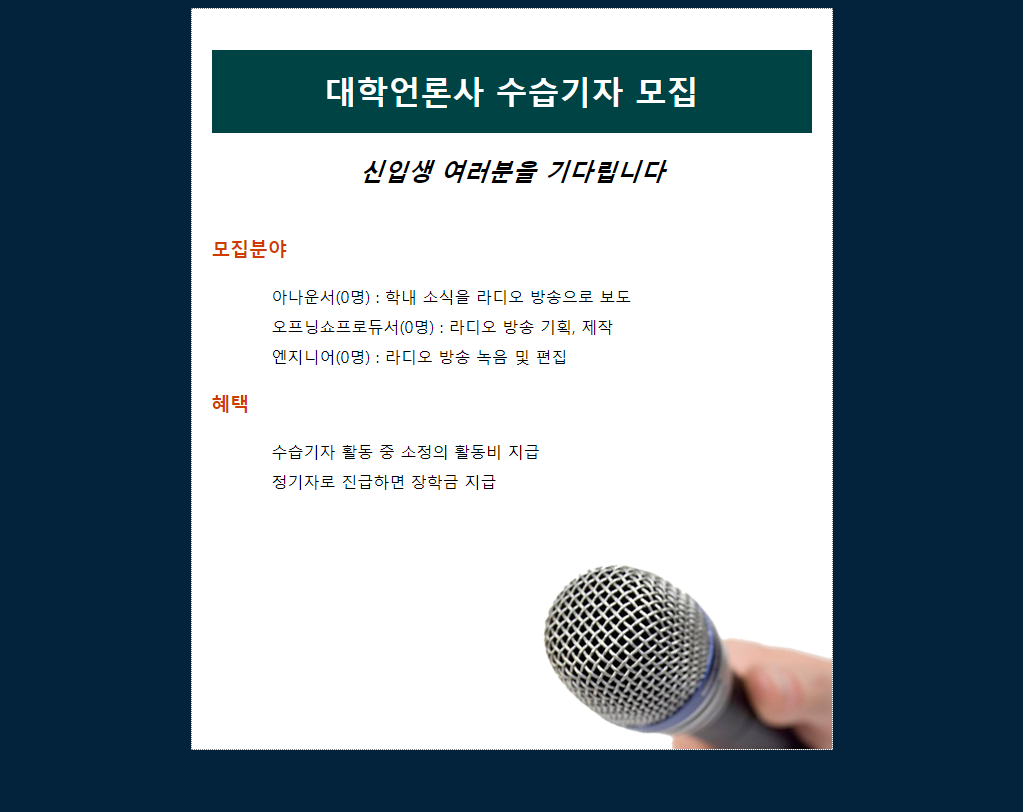 대학언론사 수습기자 모집
신입생 여러분을 기다립니다
모집분야
아나운서(0명) : 학내 소식을 라디오 방송으로 보도
오프닝쇼프로듀서(0명) : 라디오 방송 기획, 제작
엔지니어(0명) : 라디오 방송 녹음 및 편집
혜택
수습기자 활동 중 소정의 활동비 지급
정기자로 진급하면 장학금 지급